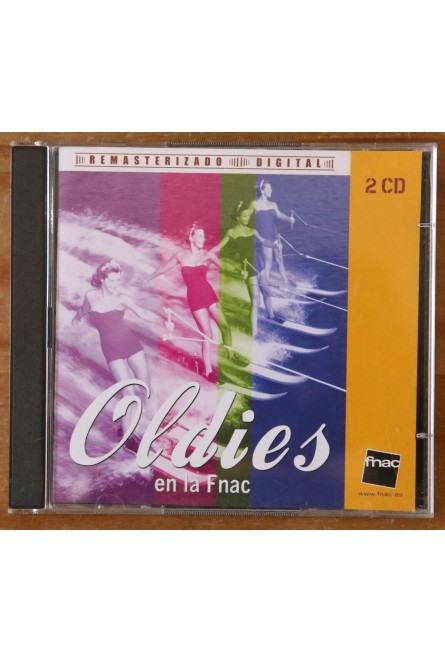 REMASTERIZADO DIGITAL
2 CD
Oldies
en la Fnac
fnac
www.fnac.es